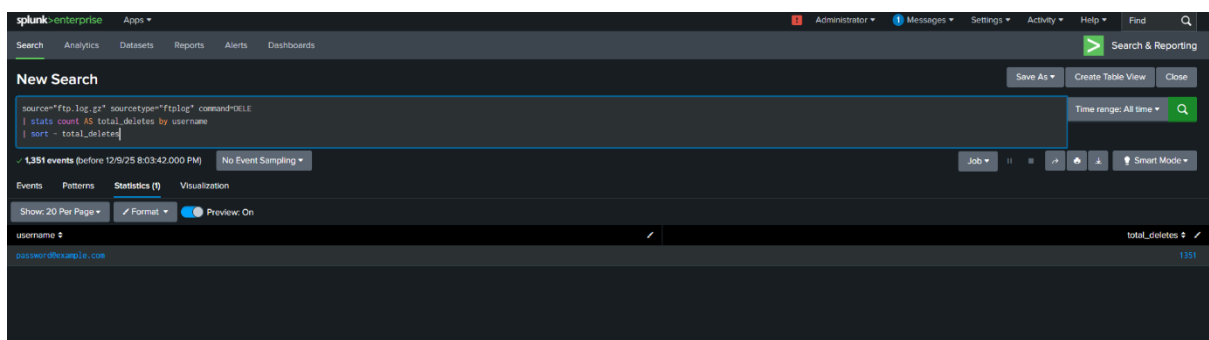 splunk>enterprise Apps ▾ ! Administrator ▾ 1 Messages ▾ Settings ▾ Activity ▾ Help ▾ Find
Search Analytics Datasets Reports Alerts Dashboards > Search & Reporting
New Search Save As ▾ Create Table View Close
source="ftp.log.gz" sourcetype="ftplog" command=DELE Time range: All time ▾
| stats count AS total_deletes by username
| sort - total_deletes
✓ 1,351 events (before 12/9/25 8:03:42.000 PM) No Event Sampling ▾ Job ▾ Smart Mode ▾
Events Patterns Statistics (1) Visualization
Show: 20 Per Page ▾ Format ▾ Preview: On
username total_deletes
password@example.com 1351